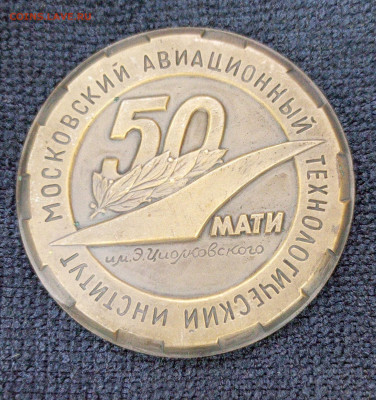 МОСКОВСКИЙ АВИАЦИОННЫЙ ТЕХНОЛОГИЧЕСКИЙ ИНСТИТУТ
50
МАТИ
им. Э. Циолковского